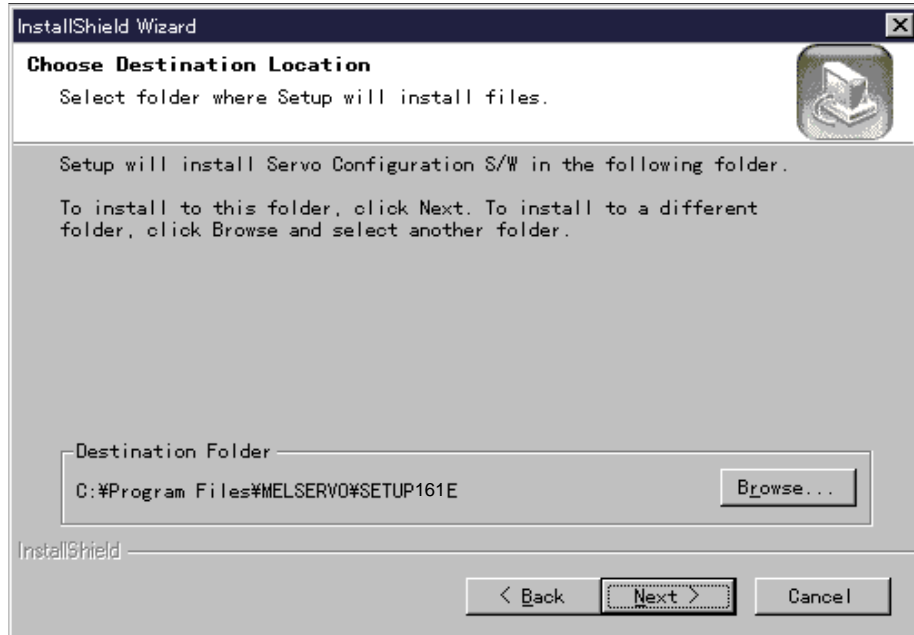 InstallShield Wizard
Choose Destination Location
Select folder where Setup will install files.
Setup will install Servo Configuration S/W in the following folder.
To install to this folder, click Next. To install to a different
folder, click Browse and select another folder.
Destination Folder
C:¥Program Files¥MELSERVO¥SETUP161E
Browse...
InstallShield
< Back
Next >
Cancel